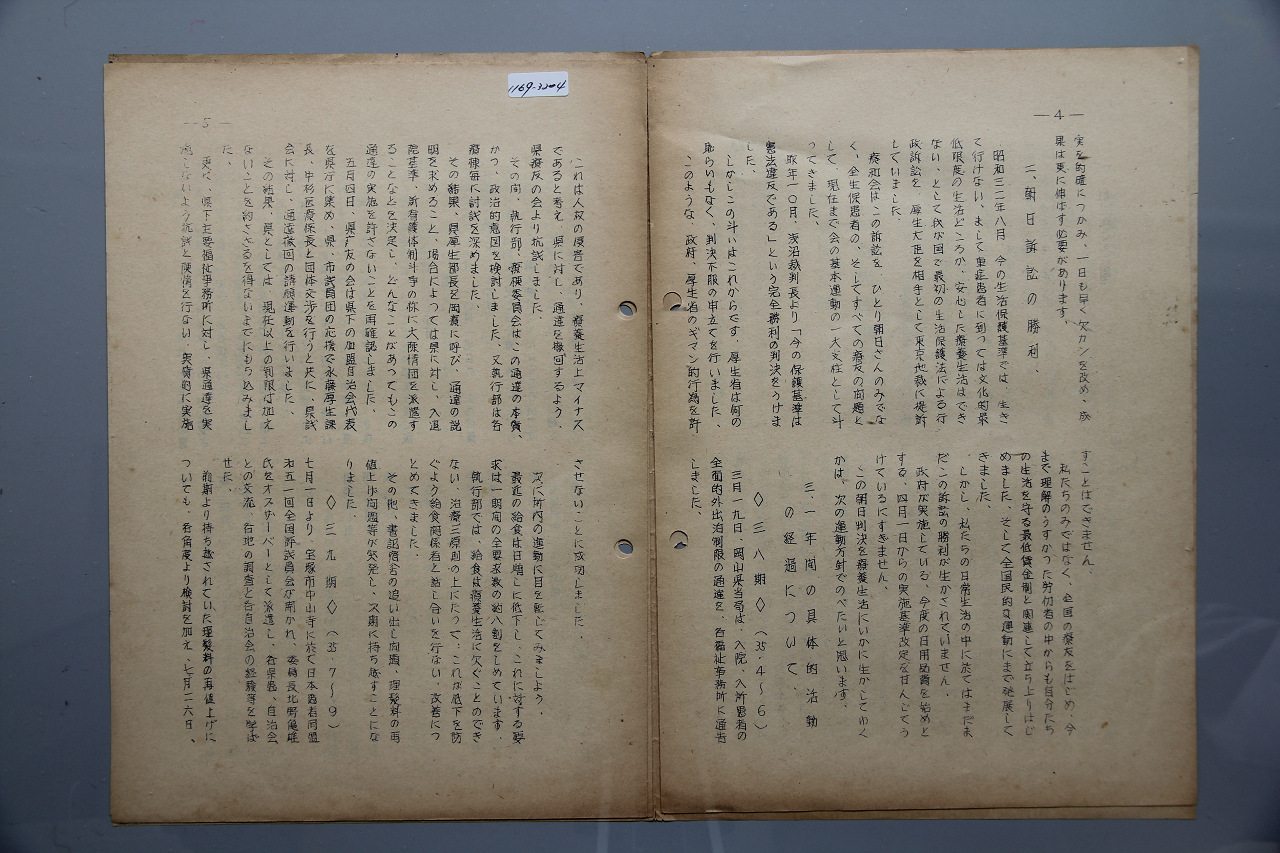 —4—
実を的確につかみ、一日も早く欠カンを改め、成
果は更に伸ばす必要があります。
二、朝日訴訟の勝利、
昭和三二年八月、今の生活保護基準では、生き
て行けない、まして重症患者に到っては文化的最
低限度の生活どころか、安心した療養生活はでき
ない、として我が国で最初の生活保護法による行
政訴訟を、厚生大臣を相手として東京地裁に提訴
していました。
療和会はこの訴訟を、ひとり朝日さんのみでな
く、全生保患者の、そしてすべての療友の問題と
して、現在まで会の基本運動の一大支柱として斗
ってきました。
昨年一〇月、浅沼裁判長より「今の保護基準は
憲法違反である」という完全勝利の判決をうけま
した。
しかしこの斗いはこれからです。厚生省は何の
恥らいもなく、判決不服の申立てを行いました、
このような、政府、厚生省のギマン的行為を許
すことはできません、
私たちのみではなく、全国の療友をはじめ、今
まで理解のうすかった労仂者の中からも自分たち
の生活を守る最低賃金制と関連して立ち上りはじ
めました、そして全国民的な運動にまで発展して
きました、
しかし、私たちの日常生活の中に於てはまだま
だこの訴訟の勝利が生かされていません、
政府が実施している、今度の日用品費を始めと
する、四月一日からの実施基準改定を甘んじてう
けているにすぎません、
この朝日判決を療養生活にいかに生かしてゆく
かは、次の運動方針でのべたいと思います、
三、一年間の具体的活動
の経過について、
◇三八期◇（35・4〜6）
三月一九日、岡山県当局は、入院、入所患者の
全面的外出泊制限の通達を、各福祉事務所に通告
しました、
—5—
これは人权の侵害であり、療養生活上マイナス
であると考え、県に対し、通達を撤回するよう、
県療友の会より抗議しました、
その間、執行部、療棟委員会はこの通達の本質、
かつ、政治的意図を検討しました、又執行部は各
療棟毎に討議を深めました、
その結果、県厚生部長を両療に呼び、通達の説
明を求めること、場合によっては県に対し、入退
院基準、所有義体制斗争の様に大陳情団を派遣す
ることなどを決定し、どんなことがあってもこの
通達の実施を許さないことを再確認しました、
五月四日、県療友の会は県下の加盟自治会代表
を県庁に集め、県、市議員団の応援で永藤厚生課
長、中杉医療係長と団体交渉を行うと共に、県議
会に対し、通達撤回の請願運動を行いました、
その結果、県としては、現在以上の制限は加え
ないことを約さざるを得ないまでにもち込みまし
た、
更に、県下主要福祉事務所に対し、県通達を実
施しないよう抗議と陳情を行ない、実質的に実施
させないことに成功しました、
次に所内の運動に目を転じてみましよう、
最近の給食は日増しに低下し、これに対する要
求は一期間の全要求数の約八割をしめています、
執行部では、給食は療養生活に欠ぐことのでき
ない、治療三原則の上にたつて、これが低下を防
ぐよう給食関係者と話し合いを行ない、改善につ
とめてきました、
その他、書記宿舎の追い出し問題、理髪料の再
値上げ問題等が突発し、次期に持ち越すことにな
りました、
◇三九期◇（35・7〜9）
七月一日より、宝塚市中山寺に於て日本患者同盟
オ五一回全国評議員会が開かれ、委員長北野
氏をオブサーバーとして派遣し、各県盟、自治会
との交流、各地の調査と各自治会の経験等を学ば
せた、
前期より持ち越されていた理髪料の再値上げに
ついても、各角度より検討を加え、七月二六日、
1169-3204